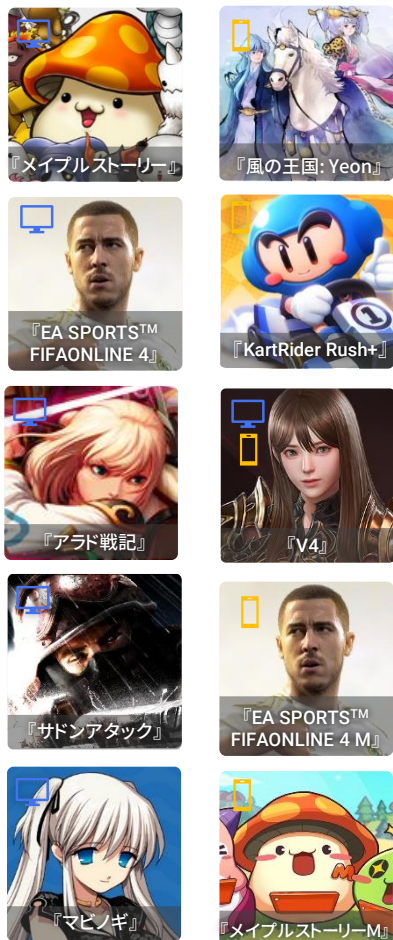 『メイプルストーリー』
『風の王国: Yeon』
『EA SPORTS™
FIFAONLINE 4』
『KartRider Rush+』
1
『アラド戦記』
『V4』
『サドンアタック』
『EA SPORTS™
FIFAONLINE 4 M』
『マビノギ』
M
『メイプルストーリーM』